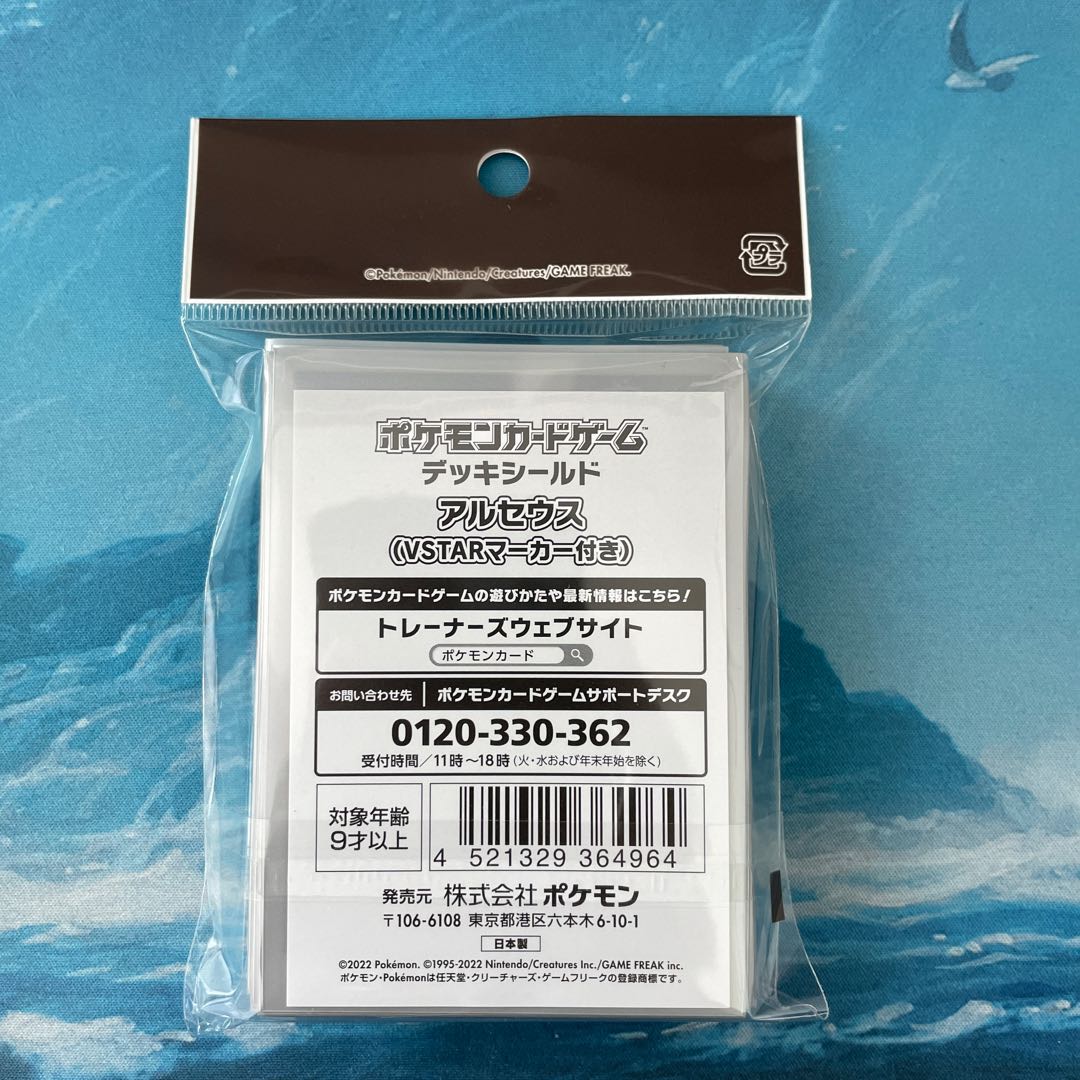 ©Pokémon/Nintendo/Creatures/GAME FREAK.
プラ
ポケモンカードゲーム™
デッキシールド
アルセウス
(VSTARマーカー付き)
ポケモンカードゲームの遊びかたや最新情報はこちら!
トレーナーズウェブサイト
ポケモンカード
お問い合わせ先 ポケモンカードゲームサポートデスク
0120-330-362
受付時間/11時~18時(火・水および年末年始を除く)
対象年齢
9才以上
4 521329 364964
発売元 株式会社 ポケモン
〒106-6108 東京都港区六本木6-10-1
日本製
©2022 Pokémon. ©1995-2022 Nintendo/Creatures Inc./GAME FREAK inc.
ポケモン・Pokémonは任天堂・クリーチャーズ・ゲームフリークの登録商標です。